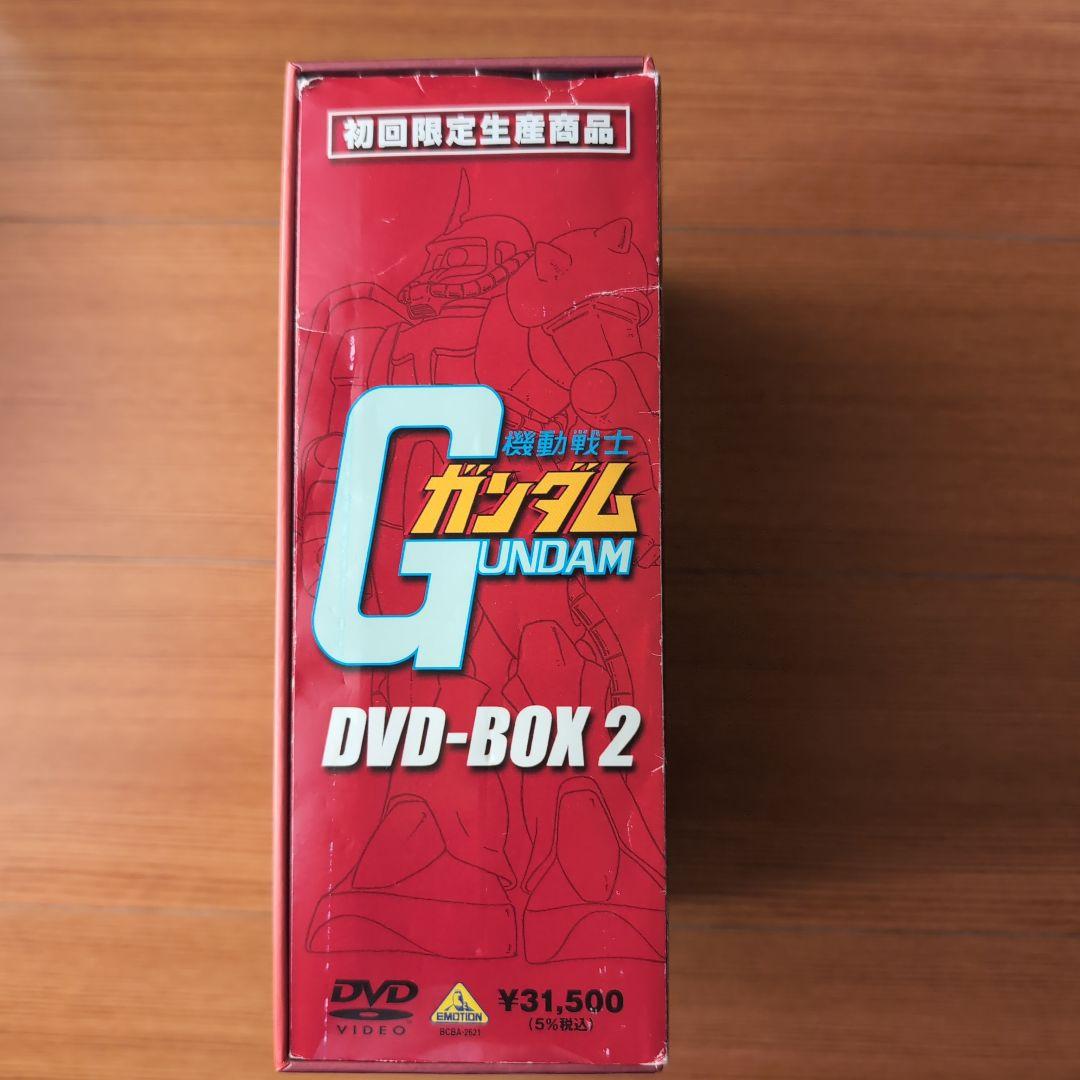 初回限定生産商品
機動戦士
ガンダム
GUNDAM
DVD-BOX 2
DVD
VIDEO
EMOTION
BCBA-2621
¥31,500
(5%税込)